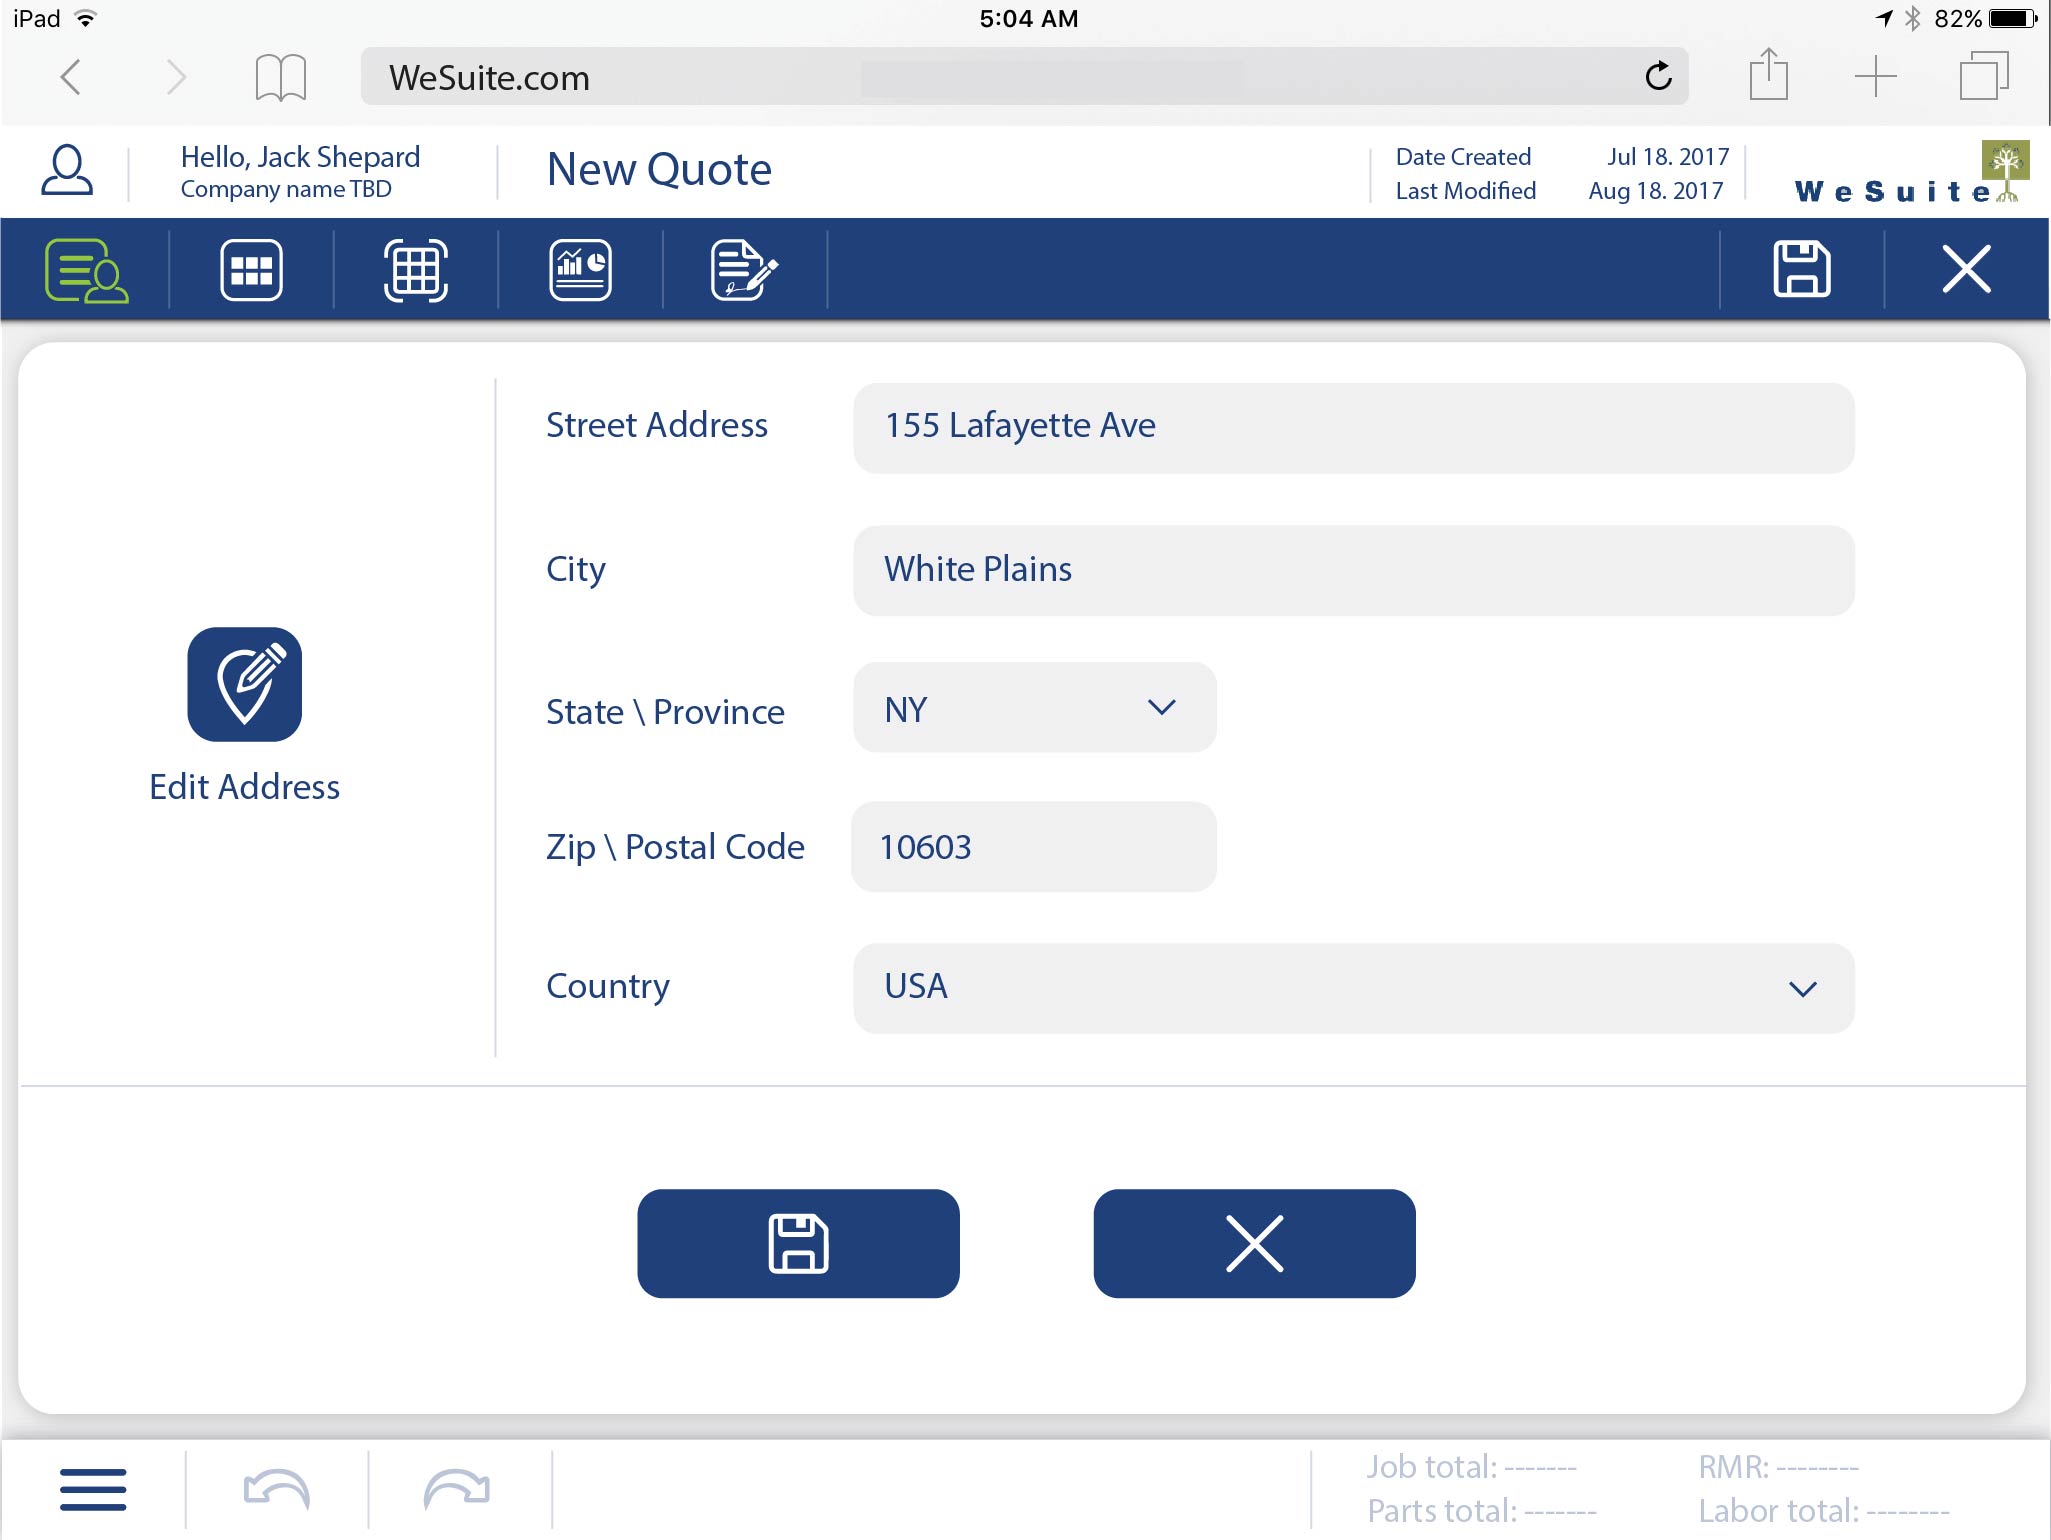 iPad
5:04 AM
82%
WeSuite.com
Hello, Jack Shepard
Company name TBD
New Quote
Date Created Jul 18. 2017
Last Modified Aug 18. 2017
WeSuite
Street Address 155 Lafayette Ave
City White Plains
State \ Province NY
Edit Address
Zip \ Postal Code 10603
Country USA
Job total: -------
RMR: --------
Parts total: -------
Labor total: --------